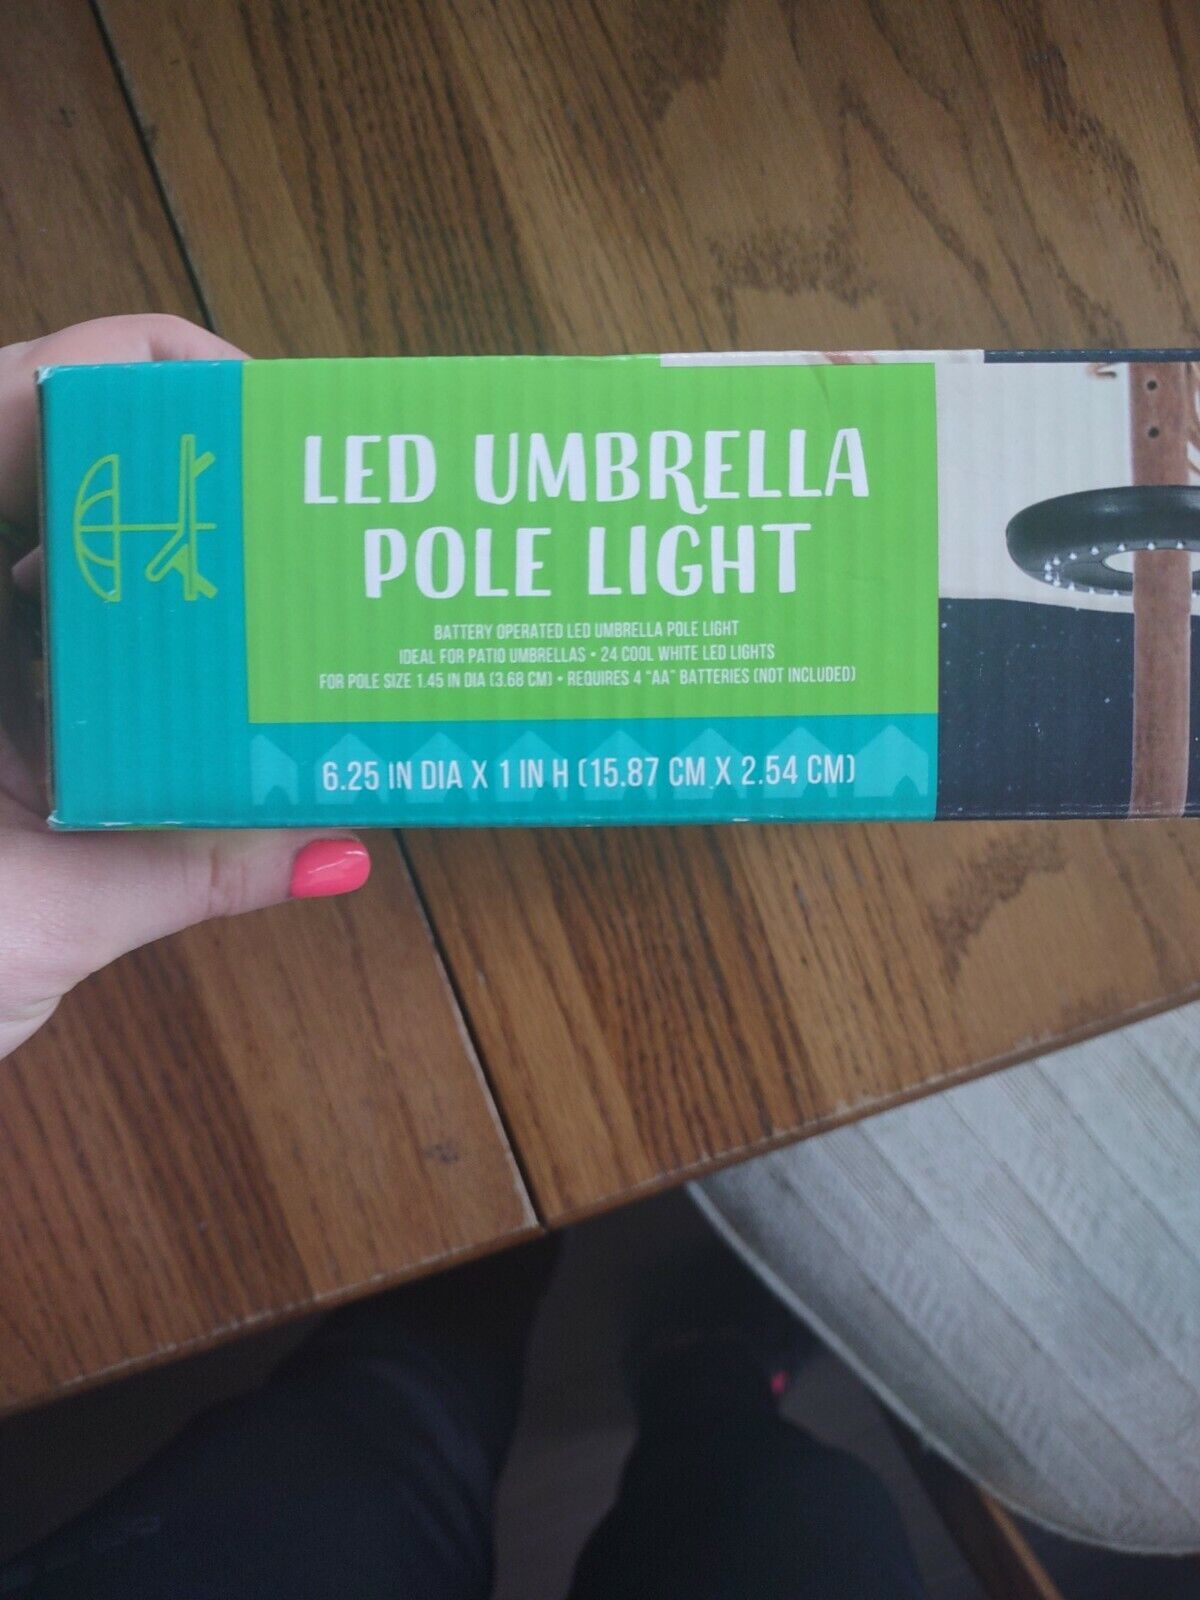 LED UMBRELLA
POLE LIGHT
BATTERY OPERATED LED UMBRELLA POLE LIGHT
IDEAL FOR PATIO UMBRELLAS • 24 COOL WHITE LED LIGHTS
FOR POLE SIZE 1.45 IN DIA (3.68 CM) • REQUIRES 4 "AA" BATTERIES (NOT INCLUDED)
6.25 IN DIA X 1 IN H (15.87 CM X 2.54 CM)